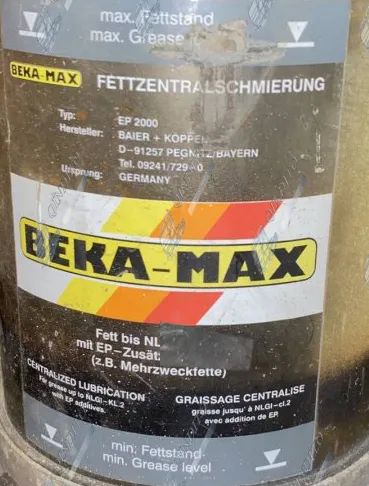 max. Fettstand
max. Grease level
BEKA-MAX FETTZENTRALSCHMIERUNG
Typ: EP 2000
Hersteller: BAIER + KÖPPEL
D-91257 PEGNITZ/BAYERN
Tel. 09241/729-0
Ursprung: GERMANY
BEKA-MAX
Fett bis NL
mit EP-Zusät
(z.B. Mehrzweckfette)
CENTRALIZED LUBRICATION
For grease up to NLGI-KL.2
with EP additives.
GRAISSAGE CENTRALISE
graisse jusqu' à NLGI-cl.2
avec addition de EP.
min. Fettstand
min. Grease level